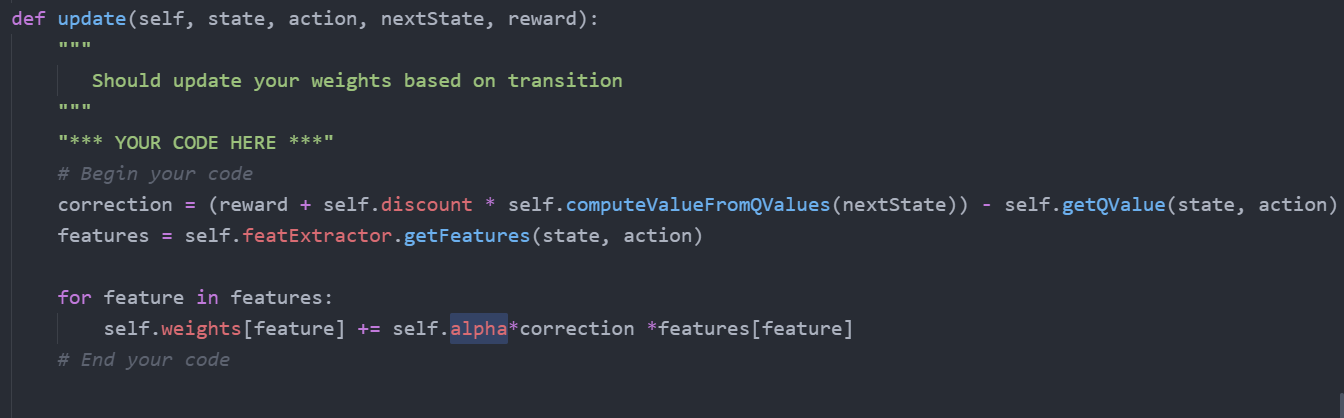 def update(self, state, action, nextState, reward):
    """
       Should update your weights based on transition
    """
    "*** YOUR CODE HERE ***"
    # Begin your code
    correction = (reward + self.discount * self.computeValueFromQValues(nextState)) - self.getQValue(state, action)
    features = self.featExtractor.getFeatures(state, action)

    for feature in features:
        self.weights[feature] += self.alpha*correction *features[feature]
    # End your code